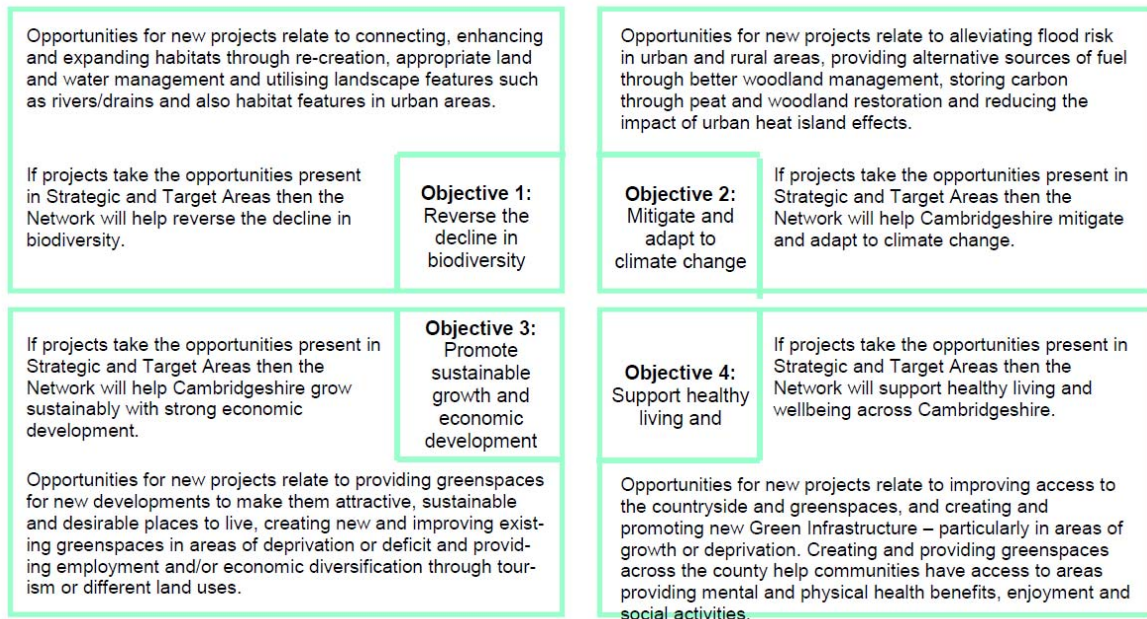 Opportunities for new projects relate to connecting, enhancing
and expanding habitats through re-creation, appropriate land
and water management and utilising landscape features such
as rivers/drains and also habitat features in urban areas.
If projects take the opportunities present
in Strategic and Target Areas then the
Network will help reverse the decline in
biodiversity.
Objective 1:
Reverse the
decline in
biodiversity
Opportunities for new projects relate to alleviating flood risk
in urban and rural areas, providing alternative sources of fuel
through better woodland management, storing carbon
through peat and woodland restoration and reducing the
impact of urban heat island effects.
Objective 2:
Mitigate and
adapt to
climate change
If projects take the opportunities present in
Strategic and Target Areas then the
Network will help Cambridgeshire mitigate
and adapt to climate change.
If projects take the opportunities present in
Strategic and Target Areas then the
Network will help Cambridgeshire grow
sustainably with strong economic
development.
Objective 3:
Promote
sustainable
growth and
economic
development
Opportunities for new projects relate to providing greenspaces
for new developments to make them attractive, sustainable
and desirable places to live, creating new and improving exist-
ing greenspaces in areas of deprivation or deficit and provid-
ing employment and/or economic diversification through tour-
ism or different land uses.
Objective 4:
Support healthy
living and
If projects take the opportunities present in
Strategic and Target Areas then the
Network will support healthy living and
wellbeing across Cambridgeshire.
Opportunities for new projects relate to improving access to
the countryside and greenspaces, and creating and
promoting new Green Infrastructure – particularly in areas of
growth or deprivation. Creating and providing greenspaces
across the county help communities have access to areas
providing mental and physical health benefits, enjoyment and
social activities.